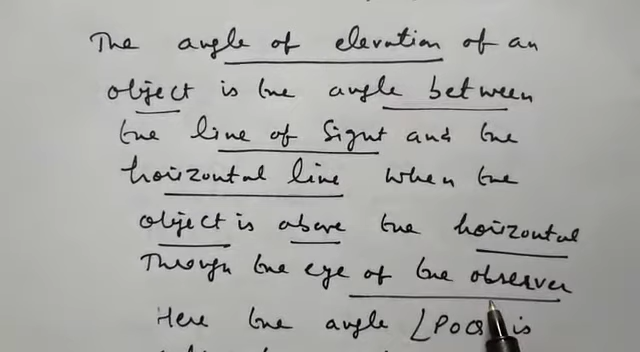 The angle of elevation of an
object is the angle between
the line of sight and the
horizontal line when the
object is above the horizontal
Through the eye of the observer
Here the angle ∠POQ is